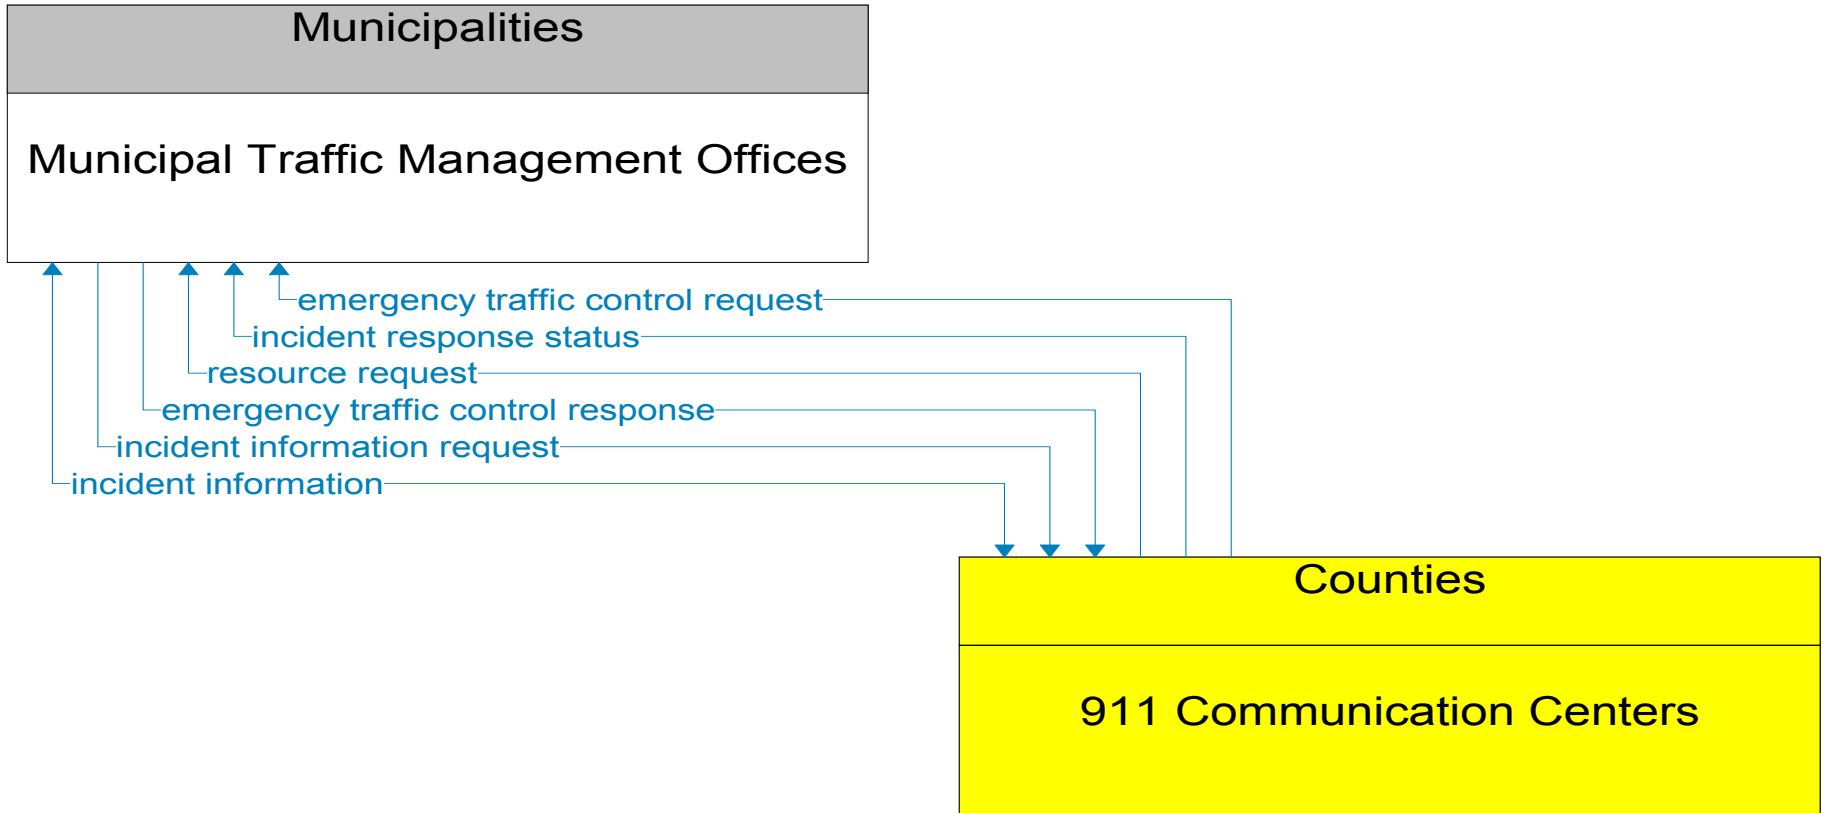 Municipalities
Municipal Traffic Management Offices
emergency traffic control request
incident response status
resource request
emergency traffic control response
incident information request
incident information
Counties
911 Communication Centers